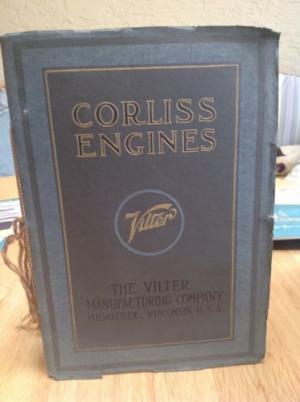 CORLISS
ENGINES
Vilter
THE VILTER
MANUFACTURING COMPANY
MILWAUKEE, WISCONSIN, U.S.A.